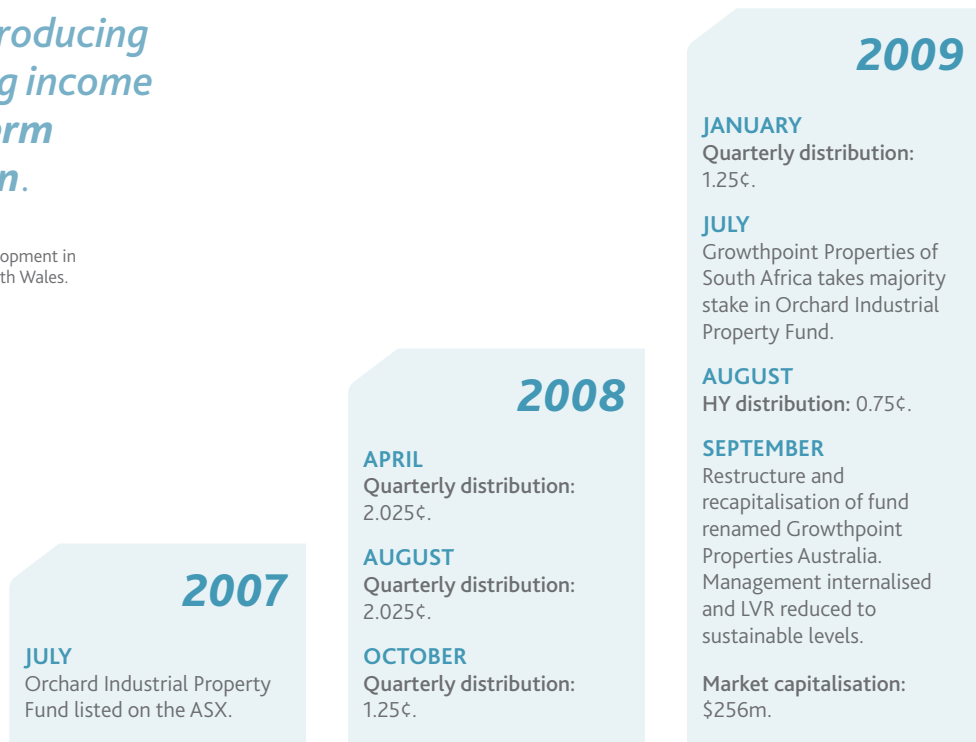 roducing
g income
orm
n.
opment in
th Wales.
2007
JULY
Orchard Industrial Property
Fund listed on the ASX.
2008
APRIL
Quarterly distribution:
2.025¢.
AUGUST
Quarterly distribution:
2.025¢.
OCTOBER
Quarterly distribution:
1.25¢.
2009
JANUARY
Quarterly distribution:
1.25¢.
JULY
Growthpoint Properties of
South Africa takes majority
stake in Orchard Industrial
Property Fund.
AUGUST
HY distribution: 0.75¢.
SEPTEMBER
Restructure and
recapitalisation of fund
renamed Growthpoint
Properties Australia.
Management internalised
and LVR reduced to
sustainable levels.
Market capitalisation:
$256m.